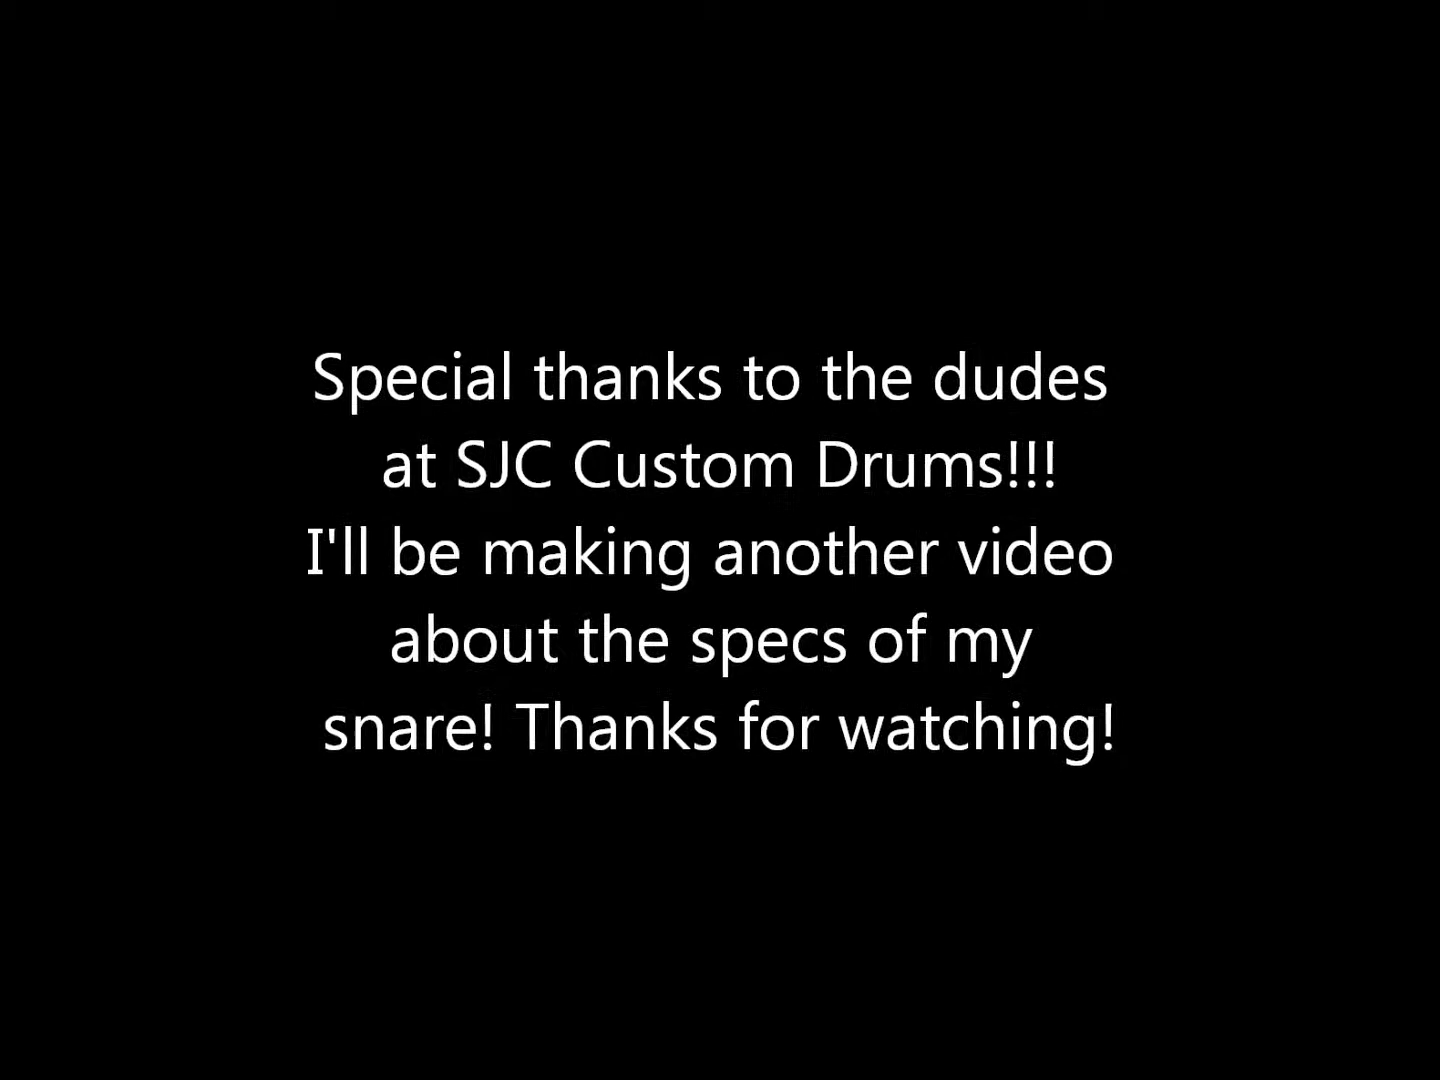 Special thanks to the dudes
at SJC Custom Drums!!!
I'll be making another video
about the specs of my
snare! Thanks for watching!